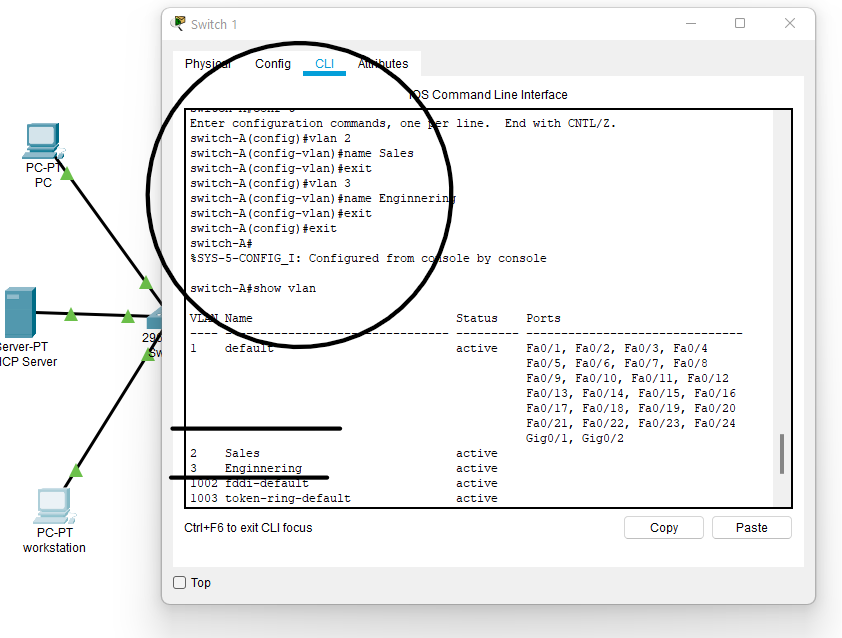 Switch 1
Physical Config CLI Attributes
IOS Command Line Interface
Enter configuration commands, one per line. End with CNTL/Z.
switch-A(config)#vlan 2
switch-A(config-vlan)#name Sales
switch-A(config-vlan)#exit
switch-A(config)#vlan 3
switch-A(config-vlan)#name Enginnering
switch-A(config-vlan)#exit
switch-A(config)#exit
switch-A#
%SYS-5-CONFIG_I: Configured from console by console
switch-A#show vlan
VLAN Name Status Ports
---- -------------------------------- --------- -------------------------------
1 default active Fa0/1, Fa0/2, Fa0/3, Fa0/4
Fa0/5, Fa0/6, Fa0/7, Fa0/8
Fa0/9, Fa0/10, Fa0/11, Fa0/12
Fa0/13, Fa0/14, Fa0/15, Fa0/16
Fa0/17, Fa0/18, Fa0/19, Fa0/20
Fa0/21, Fa0/22, Fa0/23, Fa0/24
Gig0/1, Gig0/2
2 Sales active
3 Enginnering active
1002 fddi-default active
1003 token-ring-default active
Ctrl+F6 to exit CLI focus
Copy Paste
Top
PC-PT
PC
Server-PT
Server
PC-PT
workstation